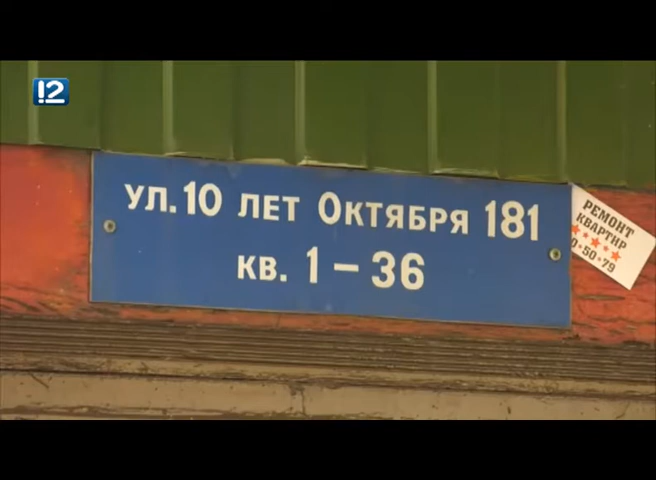 12
ул. 10 лет Октября 181
кв. 1 – 36
РЕМОНТ
КВАРТИР
0-50-79